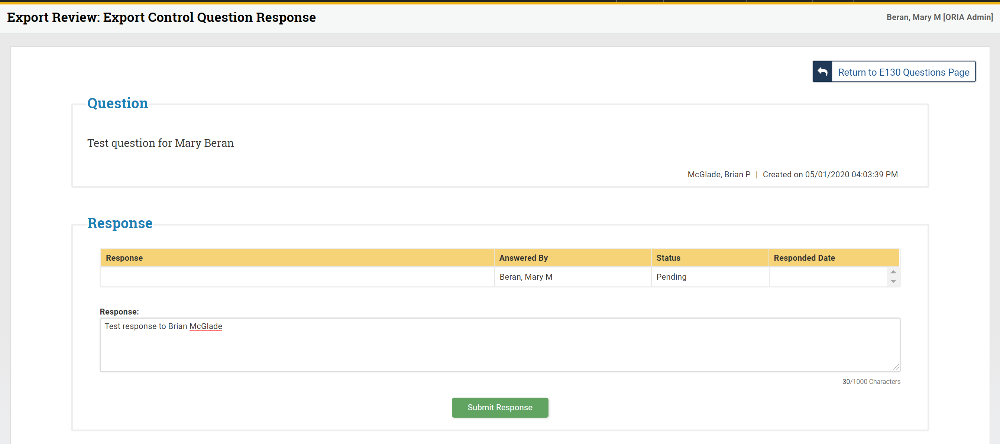 Export Review: Export Control Question Response
Beran, Mary M [ORIA Admin]
Return to E130 Questions Page
Question
Test question for Mary Beran
McGlade, Brian P | Created on 05/01/2020 04:03:39 PM
Response
Response Answered By Status Responded Date
Beran, Mary M Pending
Response:
Test response to Brian McGlade
30/1000 Characters
Submit Response